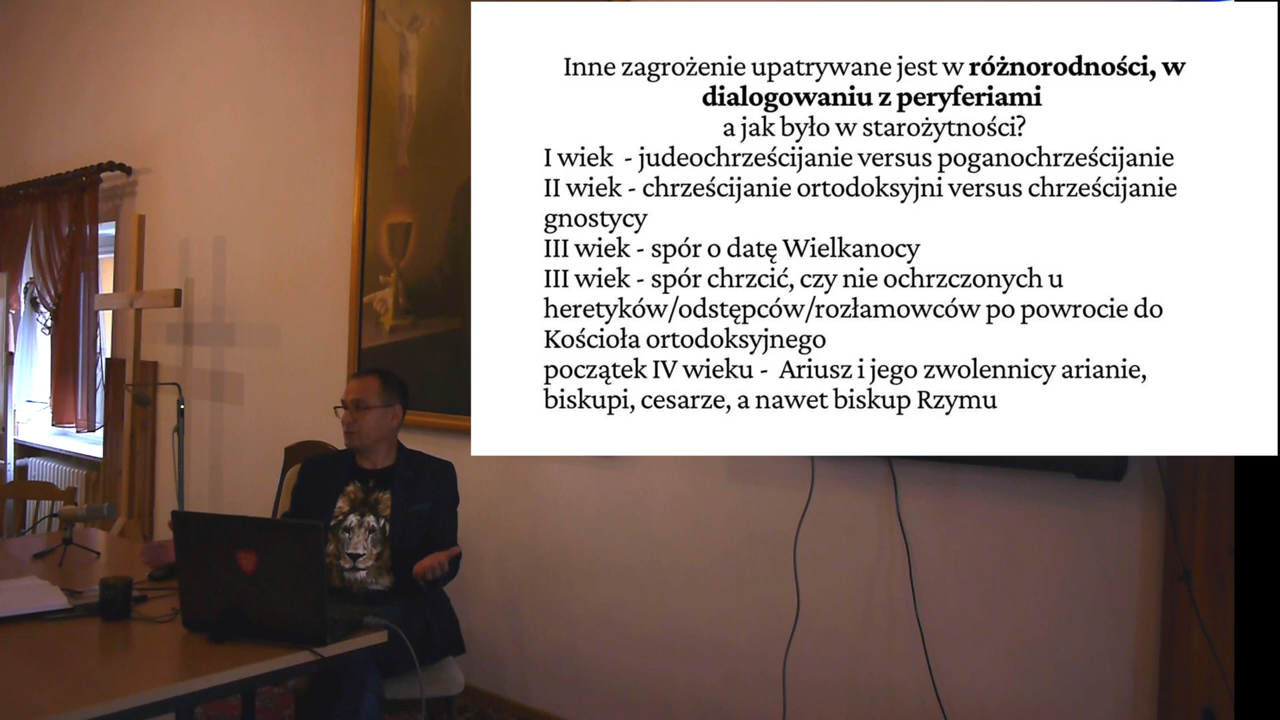 Inne zagrożenie upatrywane jest w różnorodności, w
dialogowaniu z peryferiami
a jak było w starożytności?
I wiek - judeochrześcijanie versus poganochrześcijanie
II wiek - chrześcijanie ortodoksyjni versus chrześcijanie
gnostycy
III wiek - spór o datę Wielkanocy
III wiek - spór chrzcić, czy nie ochrzczonych u
heretyków/odstępców/rozłamowców po powrocie do
Kościoła ortodoksyjnego
początek IV wieku - Ariusz i jego zwolennicy arianie,
biskupi, cesarze, a nawet biskup Rzymu